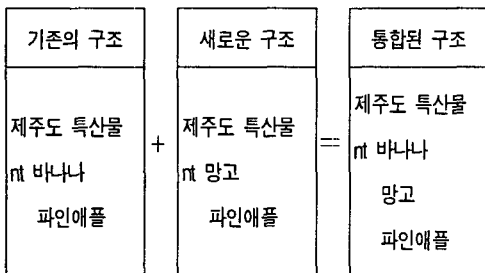 기존의 구조
제주도 특산물
nt 바나나
파인애플
+
새로운 구조
제주도 특산물
nt 망고
파인애플
=
통합된 구조
제주도 특산물
nt 바나나
망고
파인애플